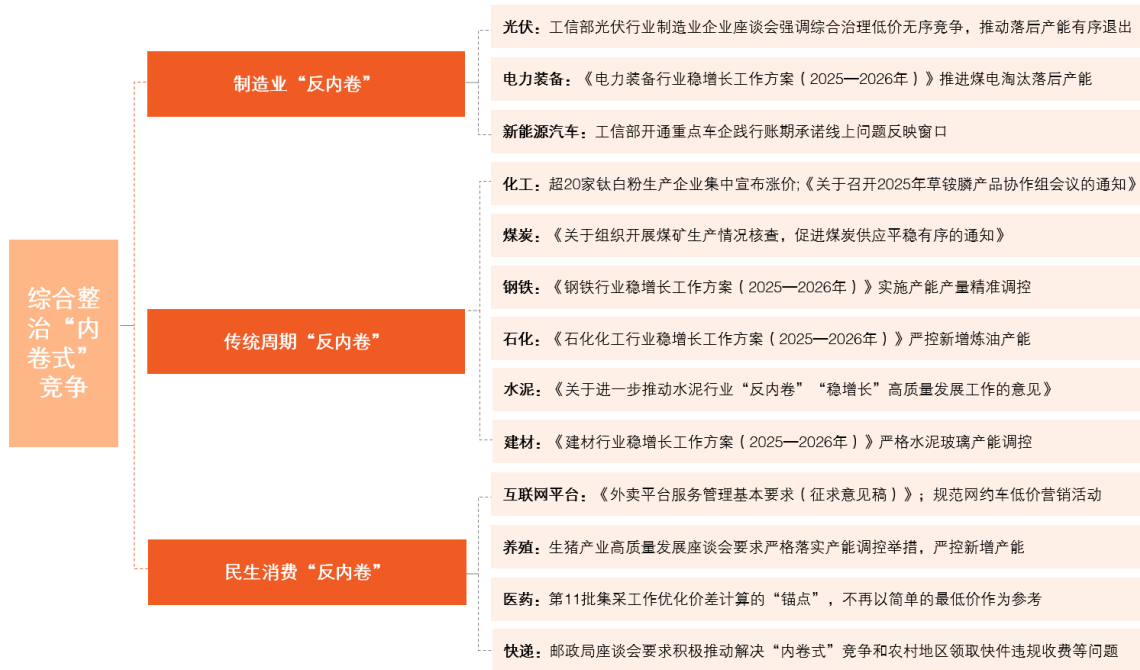 综合整
治“内
卷式”
竞争
制造业“反内卷”
光伏：工信部光伏行业制造业企业座谈会强调综合治理低价无序竞争，推动落后产能有序退出
电力装备：《电力装备行业稳增长工作方案（2025—2026年）》推进煤电淘汰落后产能
新能源汽车：工信部开通重点车企践行账期承诺线上问题反映窗口
传统周期“反内卷”
化工：超20家钛白粉生产企业集中宣布涨价;《关于召开2025年草铵膦产品协作组会议的通知》
煤炭：《关于组织开展煤矿生产情况核查，促进煤炭供应平稳有序的通知》
钢铁：《钢铁行业稳增长工作方案（2025—2026年）》实施产能产量精准调控
石化：《石化化工行业稳增长工作方案（2025—2026年）》严控新增炼油产能
水泥：《关于进一步推动水泥行业“反内卷”“稳增长”高质量发展工作的意见》
建材：《建材行业稳增长工作方案（2025—2026年）》严格水泥玻璃产能调控
民生消费“反内卷”
互联网平台：《外卖平台服务管理基本要求（征求意见稿）》；规范网约车低价营销活动
养殖：生猪产业高质量发展座谈会要求严格落实产能调控举措，严控新增产能
医药：第11批集采工作优化价差计算的“锚点”，不再以简单的最低价作为参考
快递：邮政局座谈会要求积极推动解决“内卷式”竞争和农村地区领取快件违规收费等问题